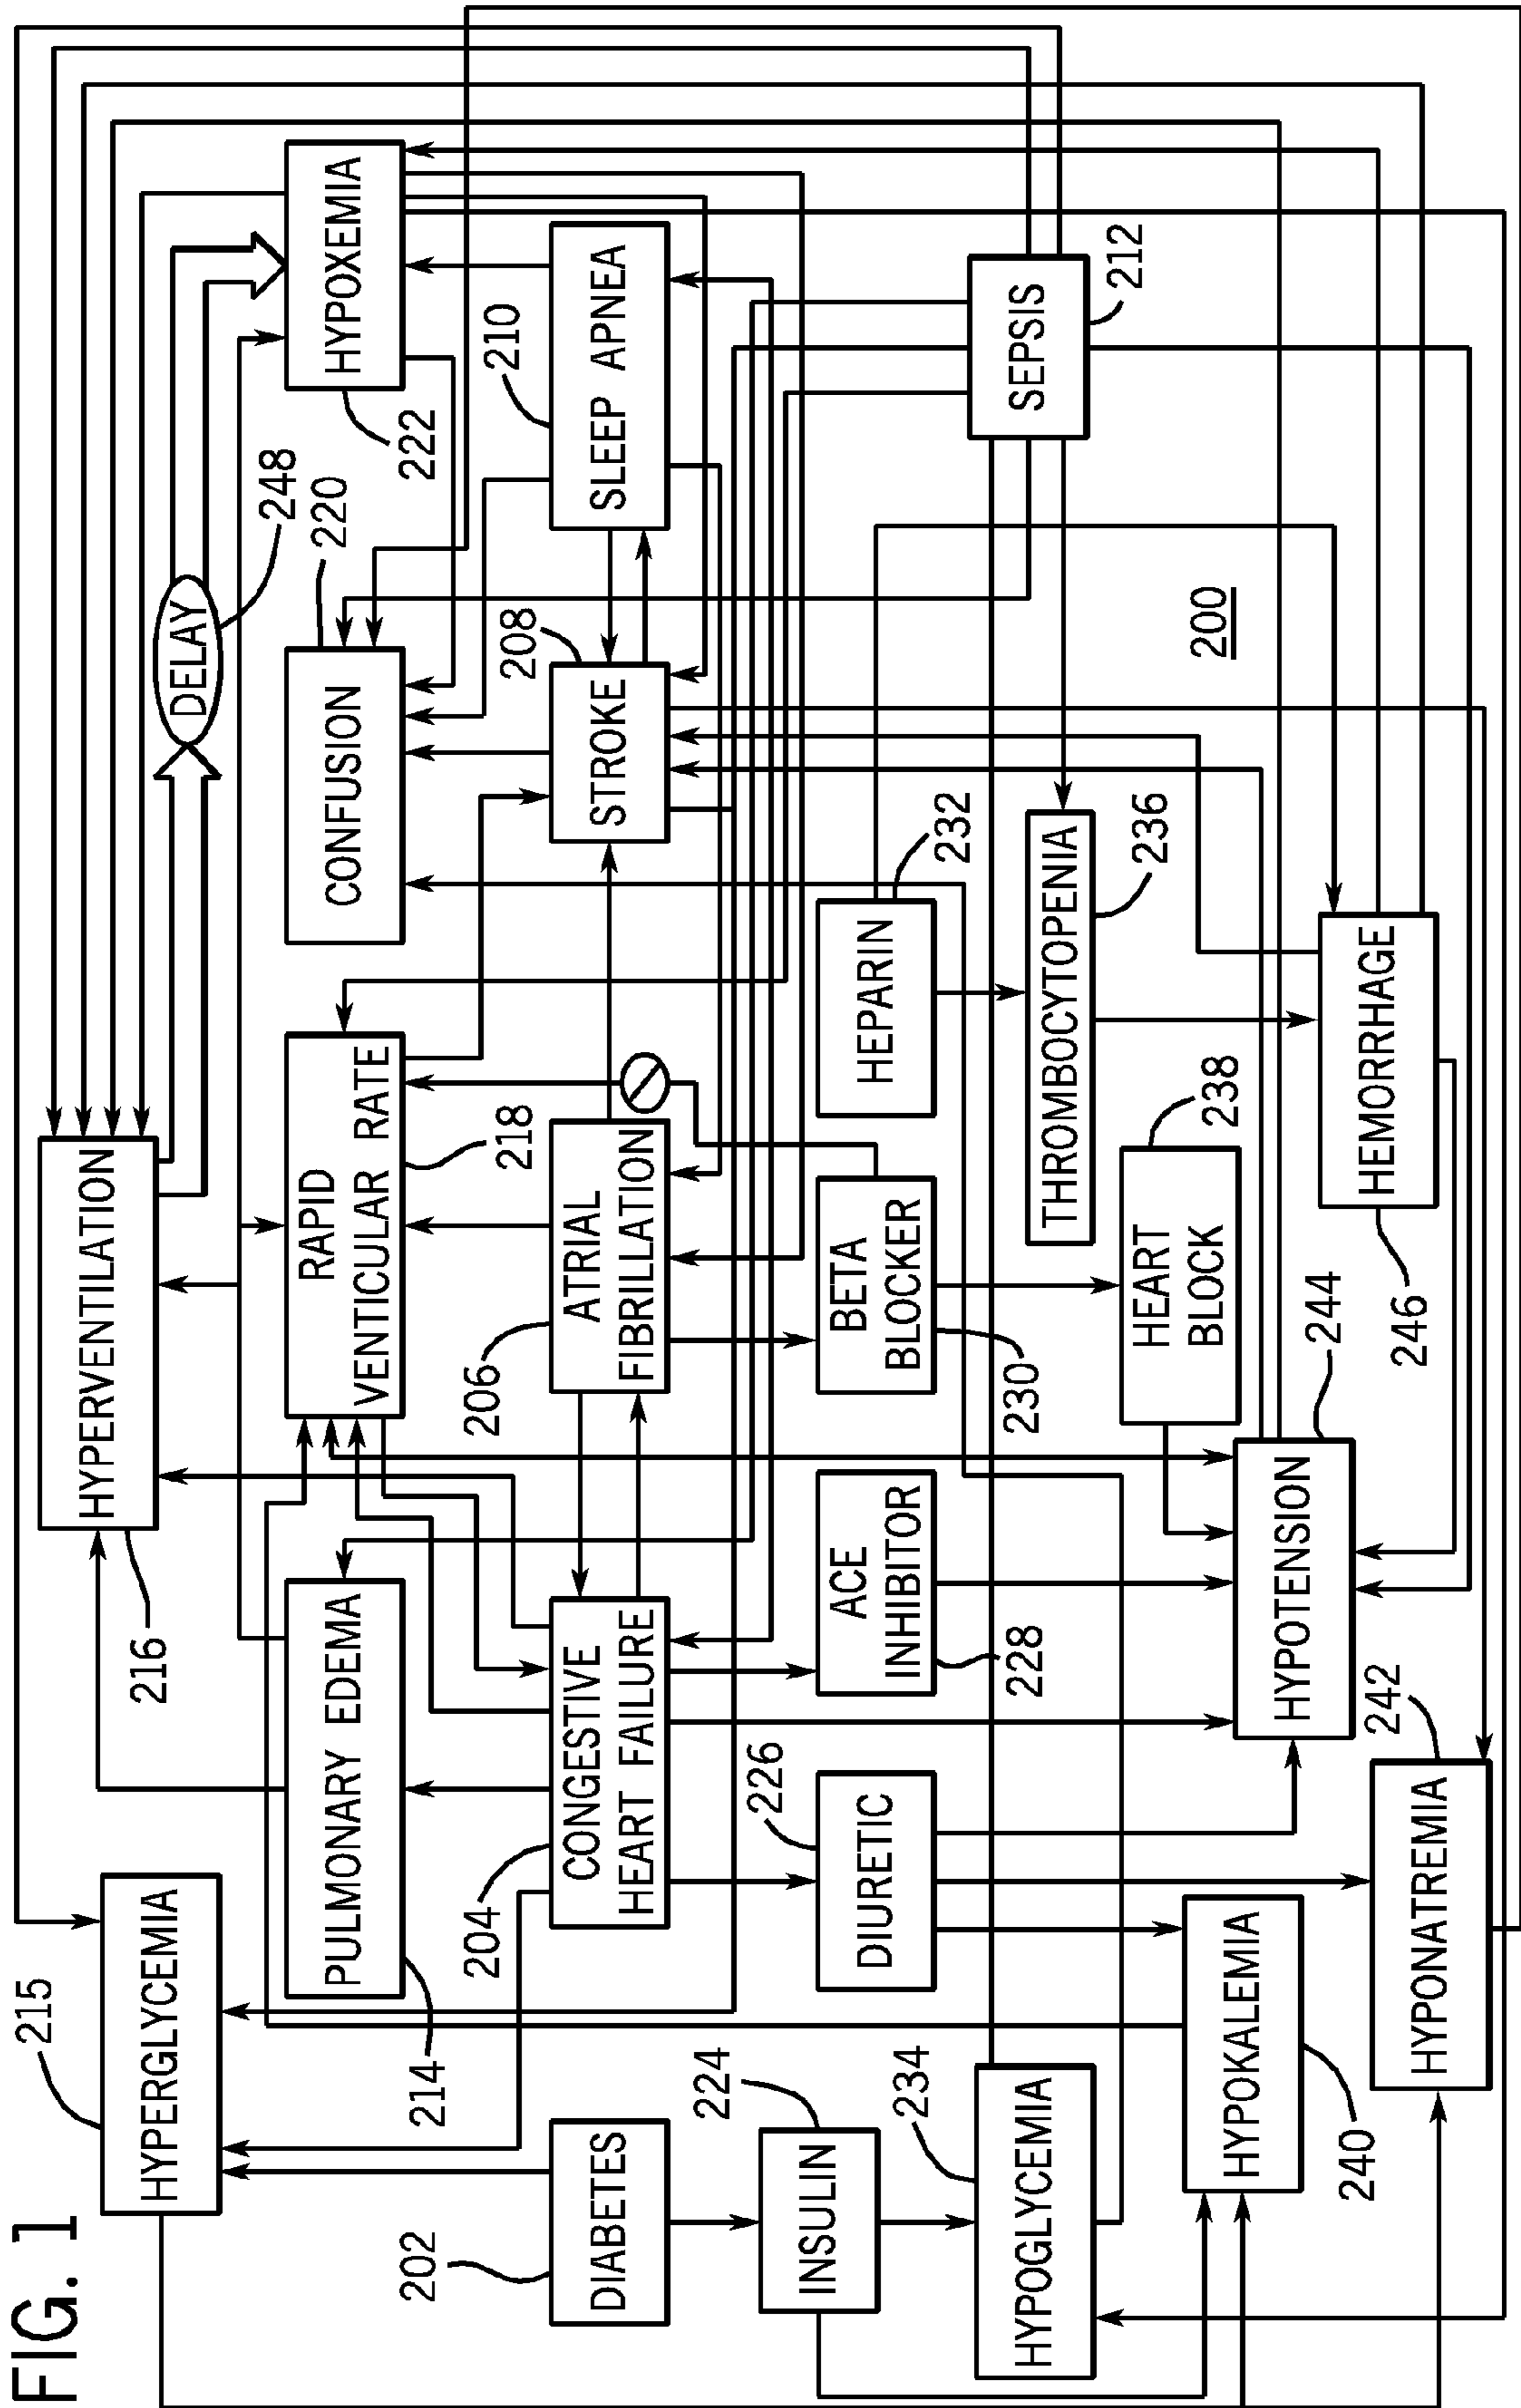 FIG. 1
215
HYPERGLYCEMIA
216
HYPERVENTILATION
DELAY
248
PULMONARY EDEMA
214
RAPID
VENTRICULAR RATE
218
CONFUSION
220
HYPOXEMIA
222
202
DIABETES
204
CONGESTIVE
HEART FAILURE
206
ATRIAL
FIBRILLATION
208
STROKE
210
SLEEP APNEA
224
INSULIN
226
DIURETIC
228
ACE
INHIBITOR
230
BETA
BLOCKER
232
HEPARIN
SEPSIS
212
234
HYPOGLYCEMIA
THROMBOCYTOPENIA
236
HEART
BLOCK
238
200
HYPOKALEMIA
240
HYPOTENSION
244
HEMORRHAGE
246
HYPONATREMIA
242